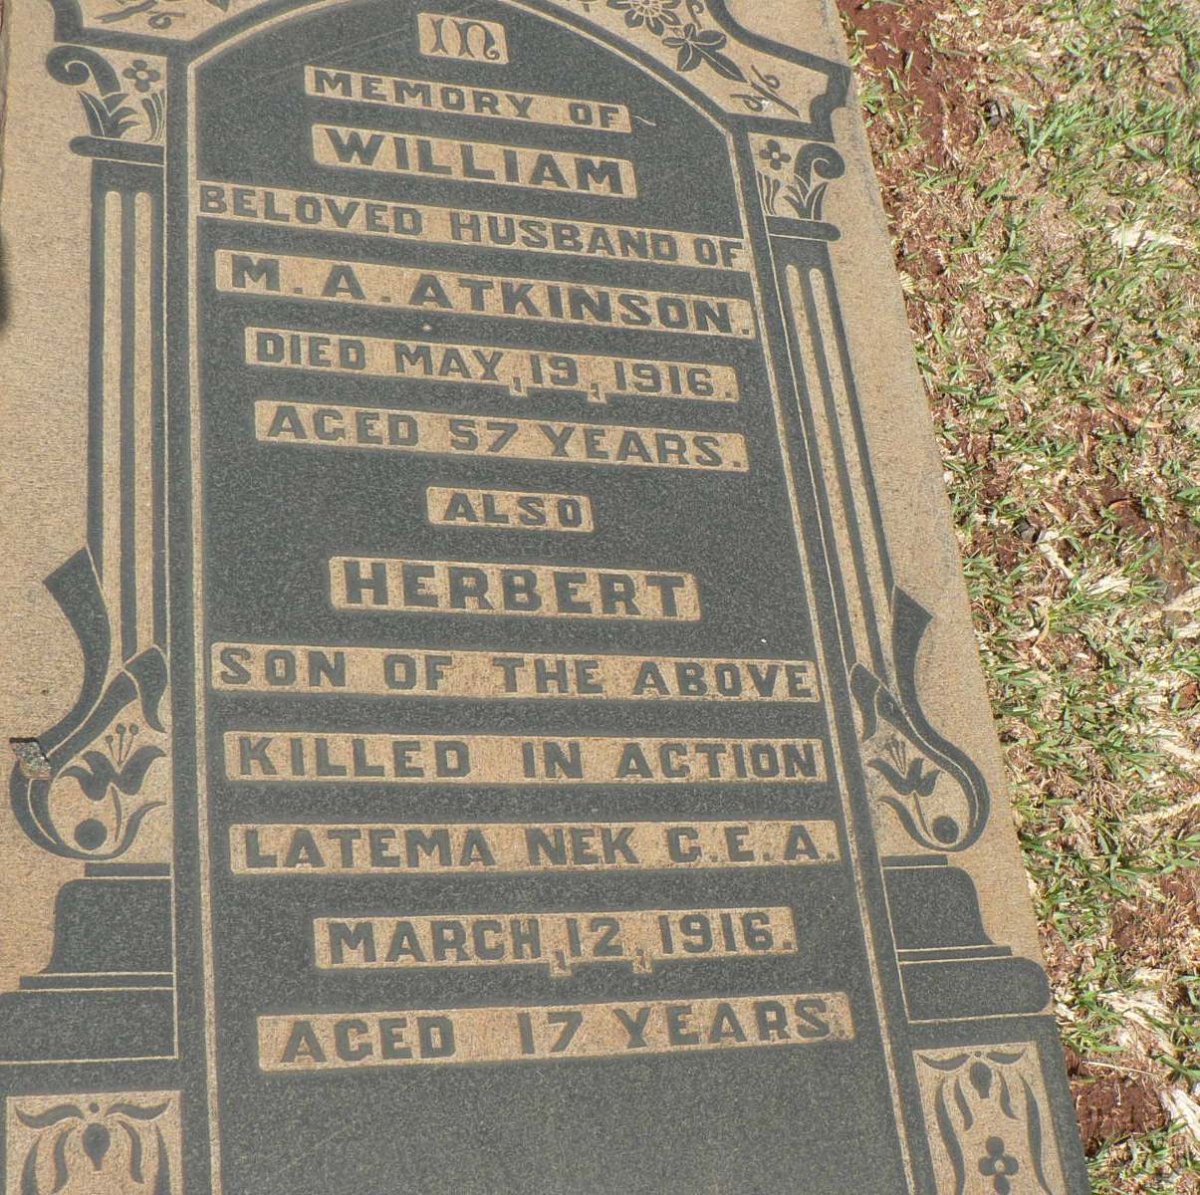 In
MEMORY OF
WILLIAM
BELOVED HUSBAND OF
M. A. ATKINSON.
DIED MAY, 19, 1916.
AGED 57 YEARS.
ALSO
HERBERT
SON OF THE ABOVE
KILLED IN ACTION
LATEMA NEK C.E.A.
MARCH, 12, 1916.
AGED 17 YEARS.